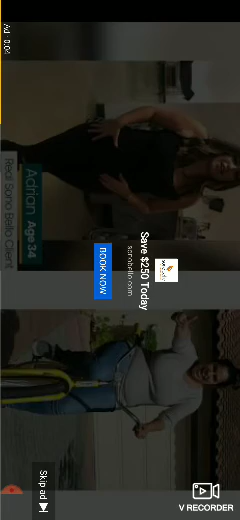 Ad · 0:04
Adrian Age 34
Real Sono Bello Client
Save $250 Today
sonobello.com
BOOK NOW
Skip ad
V RECORDER